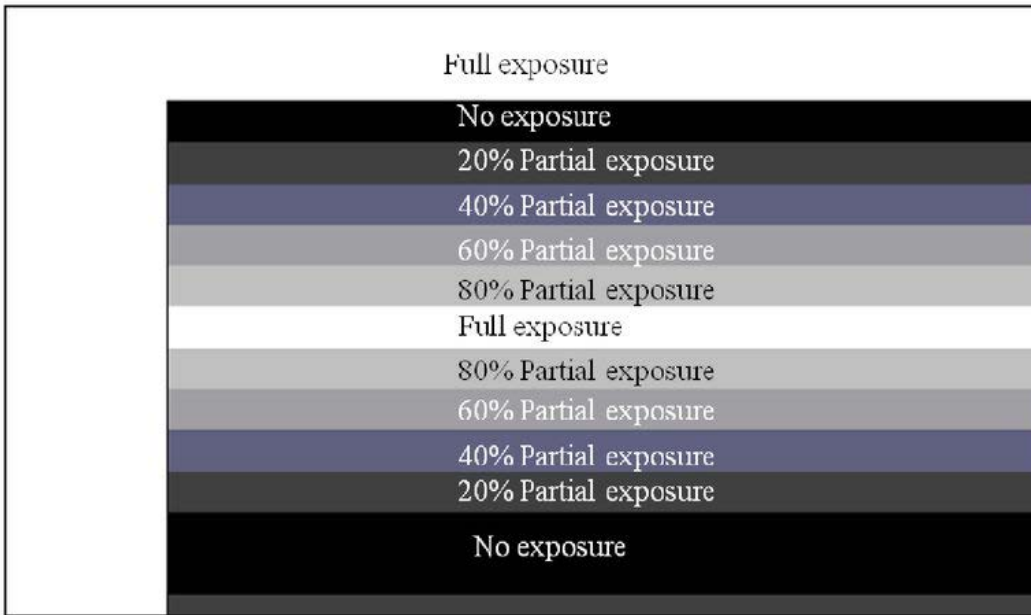 Full exposure
No exposure
20% Partial exposure
40% Partial exposure
60% Partial exposure
80% Partial exposure
Full exposure
80% Partial exposure
60% Partial exposure
40% Partial exposure
20% Partial exposure
No exposure